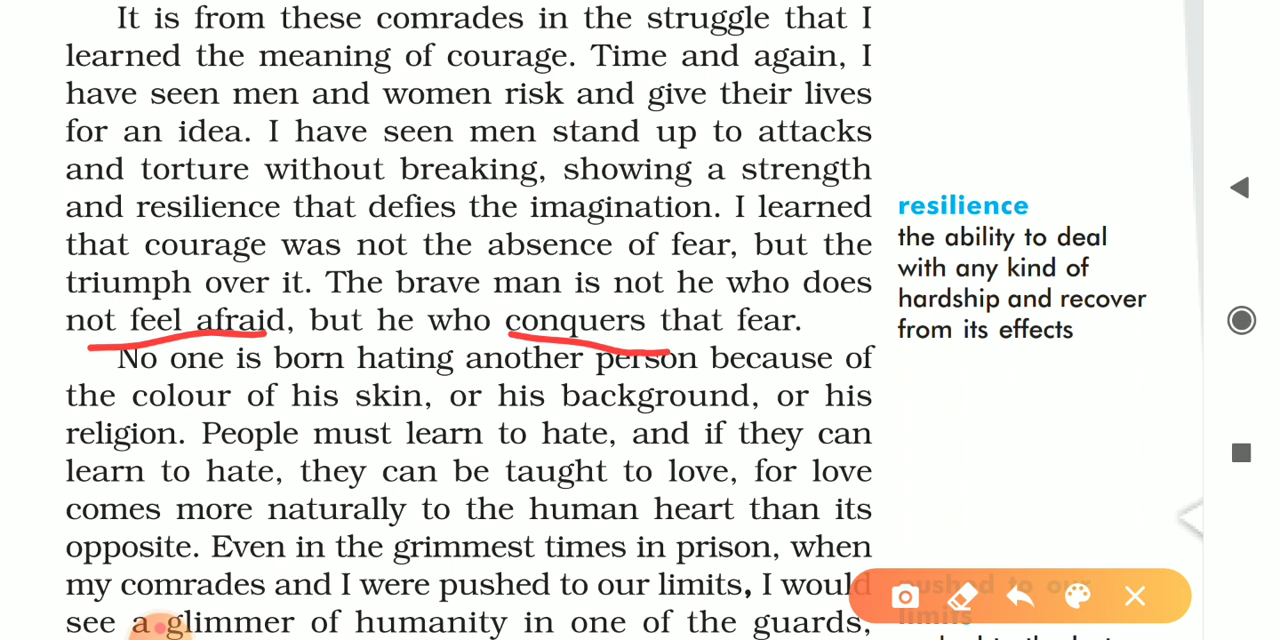 It is from these comrades in the struggle that I
learned the meaning of courage. Time and again, I
have seen men and women risk and give their lives
for an idea. I have seen men stand up to attacks
and torture without breaking, showing a strength
and resilience that defies the imagination. I learned
that courage was not the absence of fear, but the
triumph over it. The brave man is not he who does
not feel afraid, but he who conquers that fear.
No one is born hating another person because of
the colour of his skin, or his background, or his
religion. People must learn to hate, and if they can
learn to hate, they can be taught to love, for love
comes more naturally to the human heart than its
opposite. Even in the grimmest times in prison, when
my comrades and I were pushed to our limits, I would
see a glimmer of humanity in one of the guards,
resilience
the ability to deal
with any kind of
hardship and recover
from its effects
pushed to our
limits